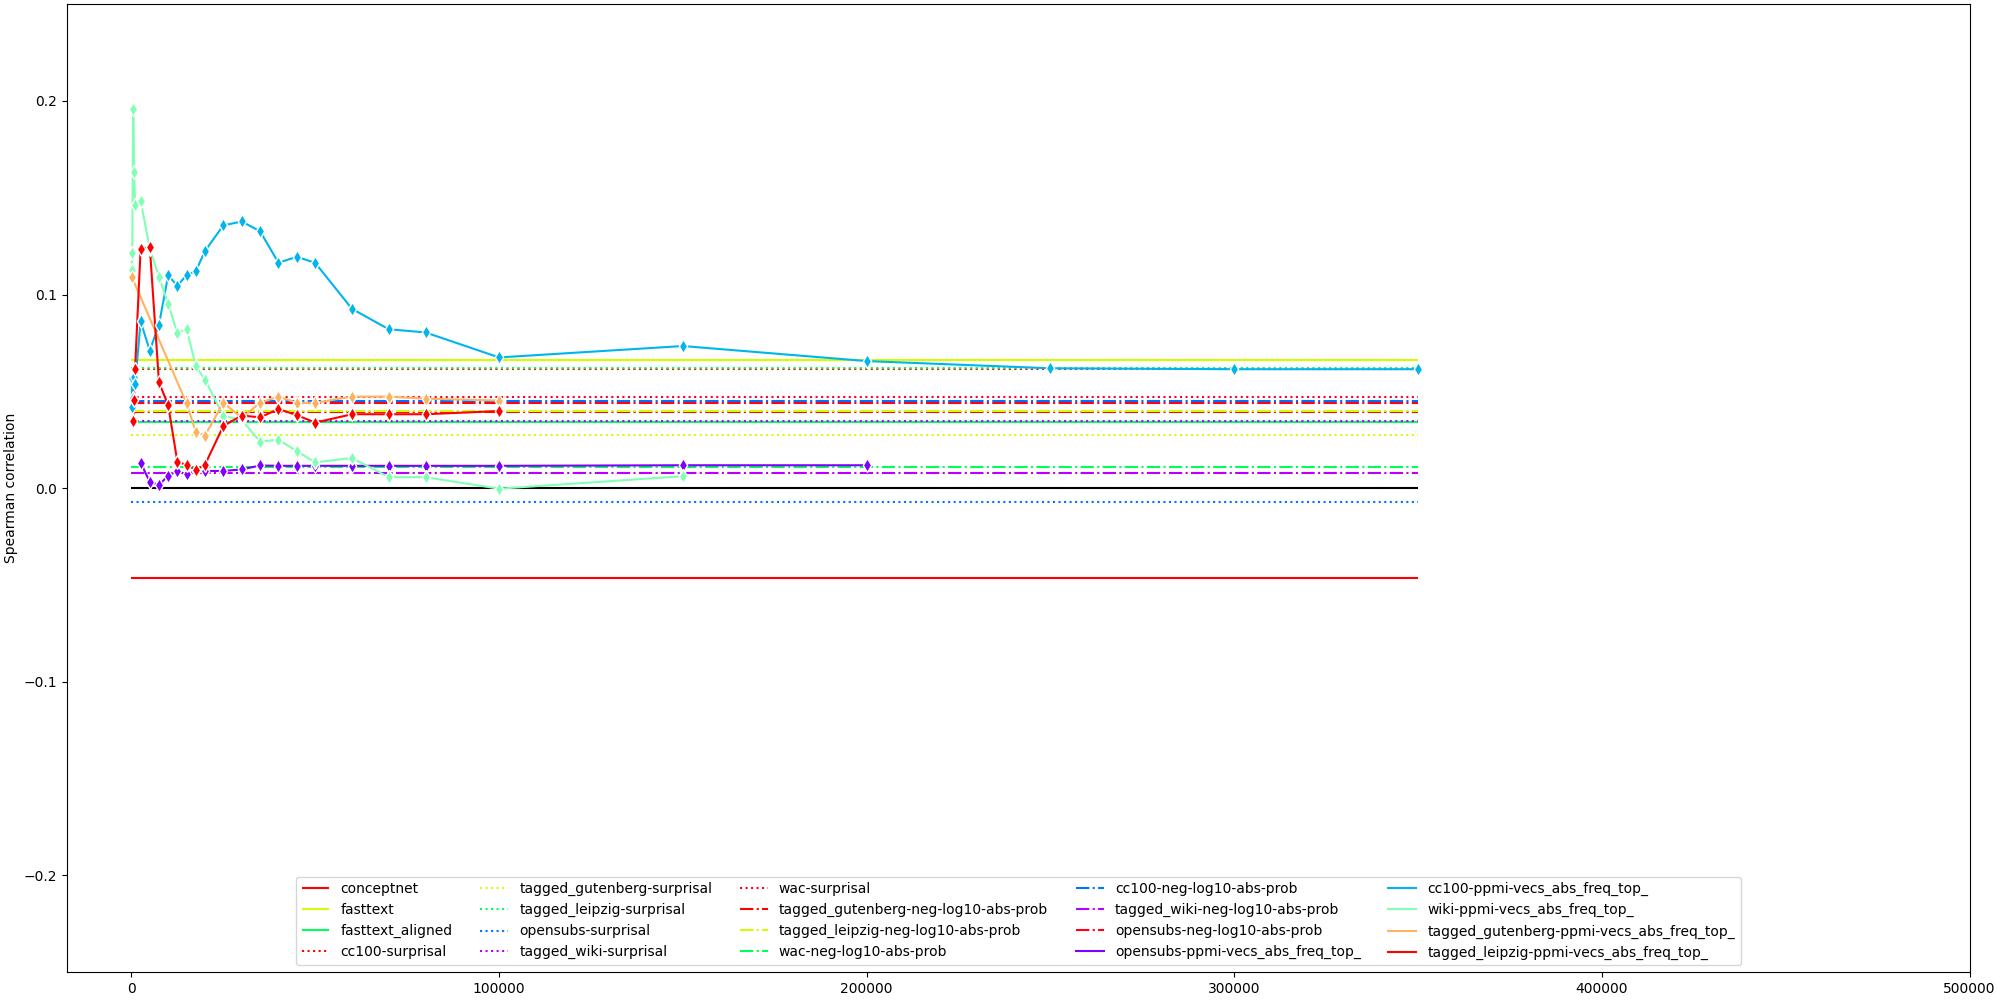 Spearman correlation
0.2
0.1
0.0
−0.1
−0.2
conceptnet
fasttext
fasttext_aligned
cc100-surprisal
tagged_gutenberg-surprisal
tagged_leipzig-surprisal
opensubs-surprisal
tagged_wiki-surprisal
wac-surprisal
tagged_gutenberg-neg-log10-abs-prob
tagged_leipzig-neg-log10-abs-prob
wac-neg-log10-abs-prob
cc100-neg-log10-abs-prob
tagged_wiki-neg-log10-abs-prob
opensubs-neg-log10-abs-prob
opensubs-ppmi-vecs_abs_freq_top_
cc100-ppmi-vecs_abs_freq_top_
wiki-ppmi-vecs_abs_freq_top_
tagged_gutenberg-ppmi-vecs_abs_freq_top_
tagged_leipzig-ppmi-vecs_abs_freq_top_
0 100000 200000 300000 400000 500000